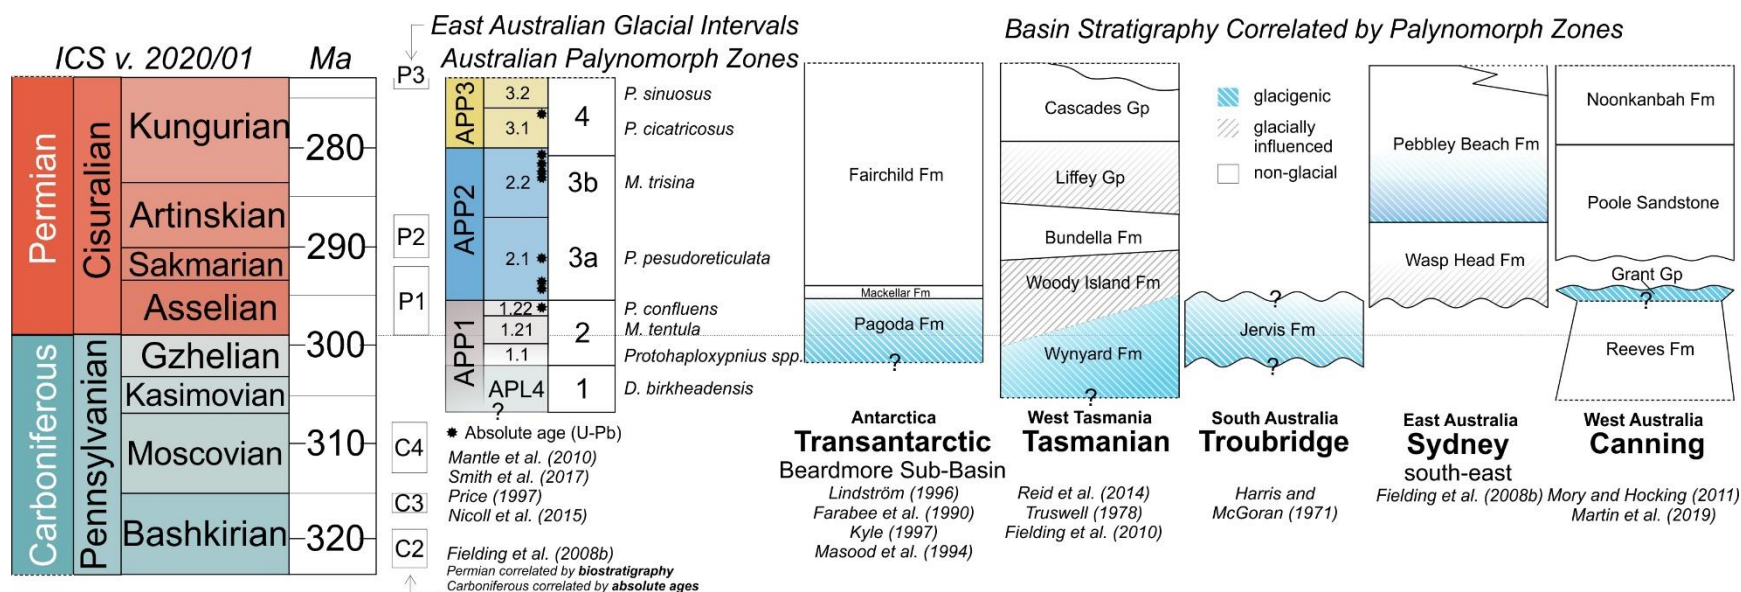 East Australian Glacial Intervals
Australian Palynomorph Zones
Basin Stratigraphy Correlated by Palynomorph Zones
ICS v. 2020/01
Ma
Permian
Cisuralian
Kungurian
Artinskian
Sakmarian
Asselian
Carboniferous
Pennsylvanian
Gzhelian
Kasimovian
Moscovian
Bashkirian
280
290
300
310
320
P3
P2
P1
C4
C3
C2
APP3
APP2
APP1
3.2
3.1
2.2
2.1
1.22
1.21
1.1
APL4
?
4
3b
3a
2
1
P. sinuosus
P. cicatricosus
M. trisina
P. pesudoreticulata
P. confluens
M. tentula
Protohaploxypnius spp.
D. birkheadensis
Absolute age (U-Pb)
Mantle et al. (2010)
Smith et al. (2017)
Price (1997)
Nicoll et al. (2015)
Fielding et al. (2008b)
Permian correlated by biostratigraphy
Carboniferous correlated by absolute ages
Fairchild Fm
Mackellar Fm
Pagoda Fm
?
Antarctica
Transantarctic
Beardmore Sub-Basin
Lindström (1996)
Farabee et al. (1990)
Kyle (1997)
Masood et al. (1994)
Cascades Gp
Liffey Gp
Bundella Fm
Woody Island Fm
Wynyard Fm
?
West Tasmania
Tasmanian
Reid et al. (2014)
Truswell (1978)
Fielding et al. (2010)
glacigenic
glacially
influenced
non-glacial
?
Jervis Fm
?
South Australia
Troubridge
Harris and
McGoran (1971)
Pebbley Beach Fm
Wasp Head Fm
East Australia
Sydney
south-east
Fielding et al. (2008b)
Noonkanbah Fm
Poole Sandstone
Grant Gp
?
Reeves Fm
West Australia
Canning
Mory and Hocking (2011)
Martin et al. (2019)